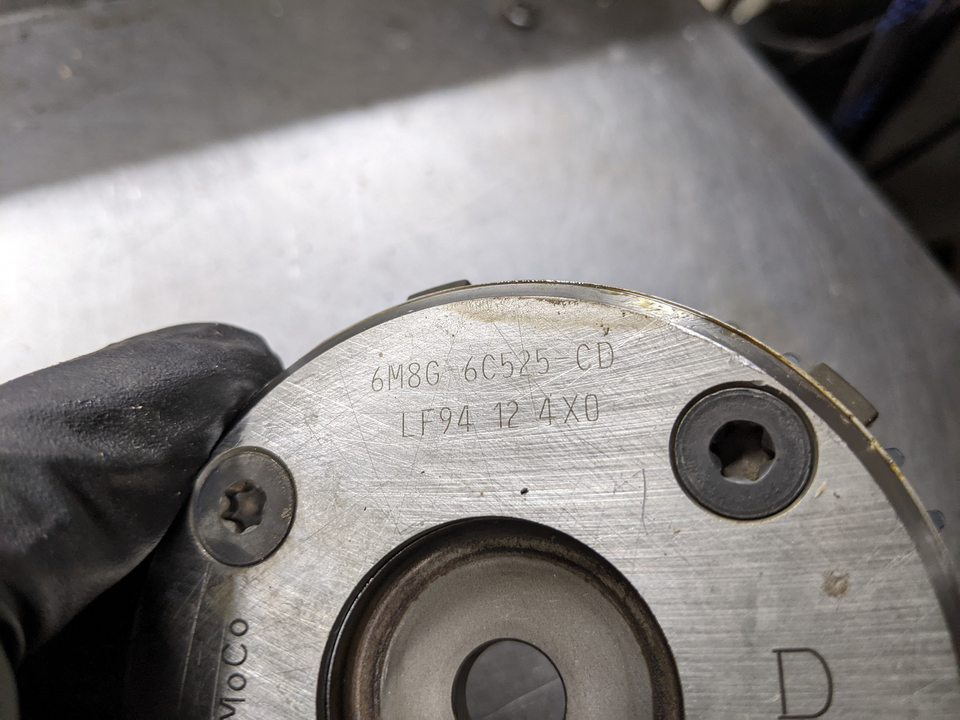 6M8G 6C525-CD
LF94 12 4X0
MoCo
D